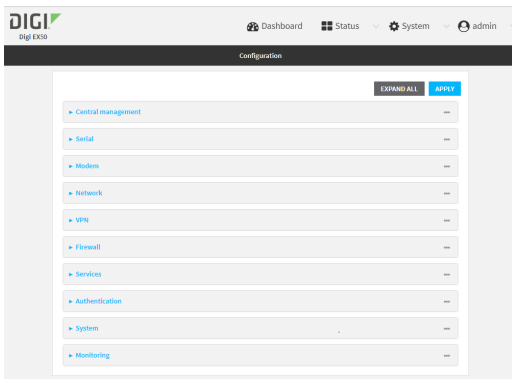 DIGI
Digi EX50
Dashboard Status System admin
Configuration
EXPAND ALL APPLY
Central management
Serial
Modem
Network
VPN
Firewall
Services
Authentication
System
Monitoring